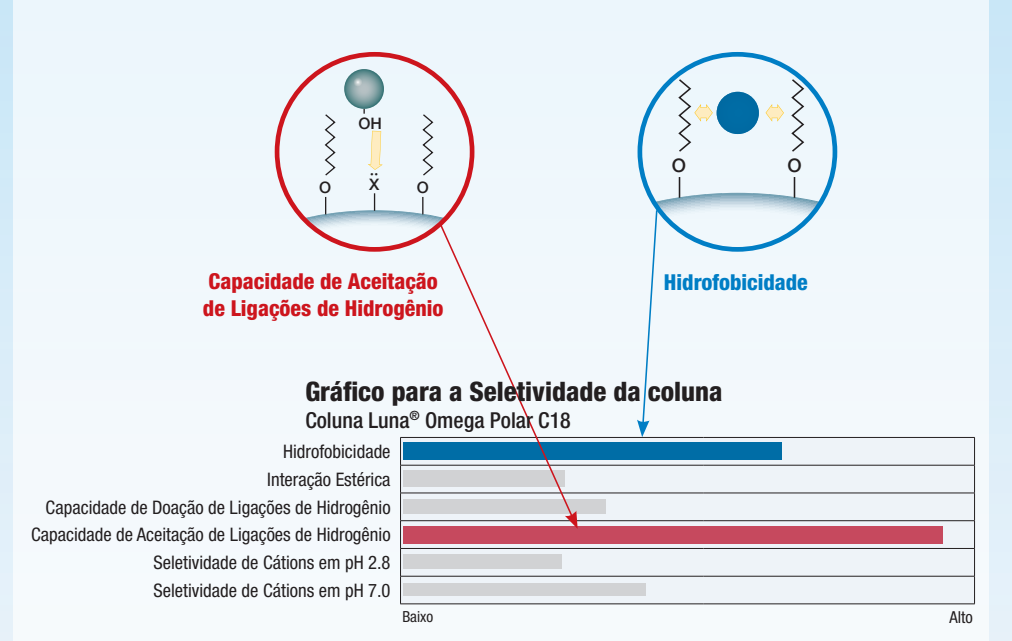 OH
Ẍ
O
O
O
O
Capacidade de Aceitação
de Ligações de Hidrogênio
Hidrofobicidade
Gráfico para a Seletividade da coluna
Coluna Luna® Omega Polar C18
Hidrofobicidade
Interação Estérica
Capacidade de Doação de Ligações de Hidrogênio
Capacidade de Aceitação de Ligações de Hidrogênio
Seletividade de Cátions em pH 2.8
Seletividade de Cátions em pH 7.0
Baixo
Alto